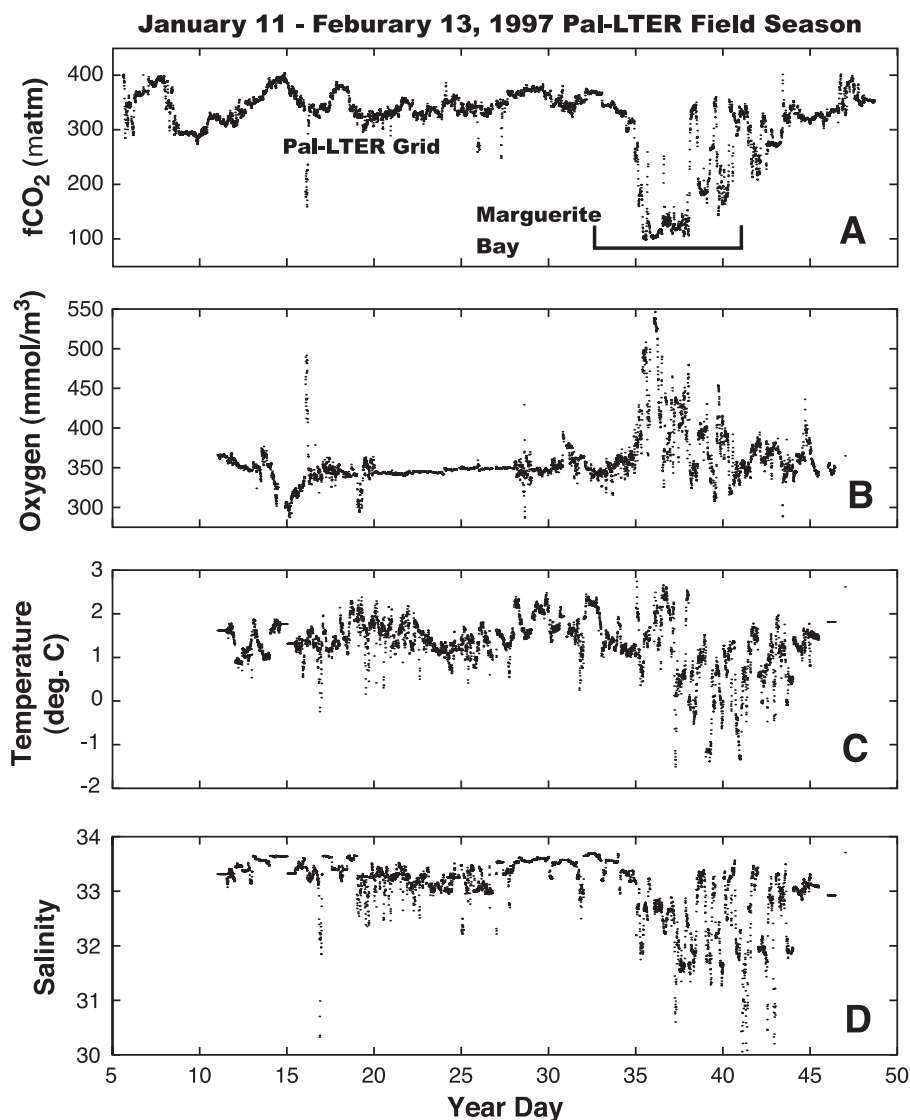 January 11 - Feburary 13, 1997 Pal-LTER Field Season
400
300
200
100
fCO2 (matm)
Pal-LTER Grid
Marguerite
Bay
A
550
500
450
400
350
300
Oxygen (mmol/m³)
B
3
2
1
0
-1
-2
Temperature
(deg. C)
C
34
33
32
31
30
Salinity
D
5 10 15 20 25 30 35 40 45 50
Year Day